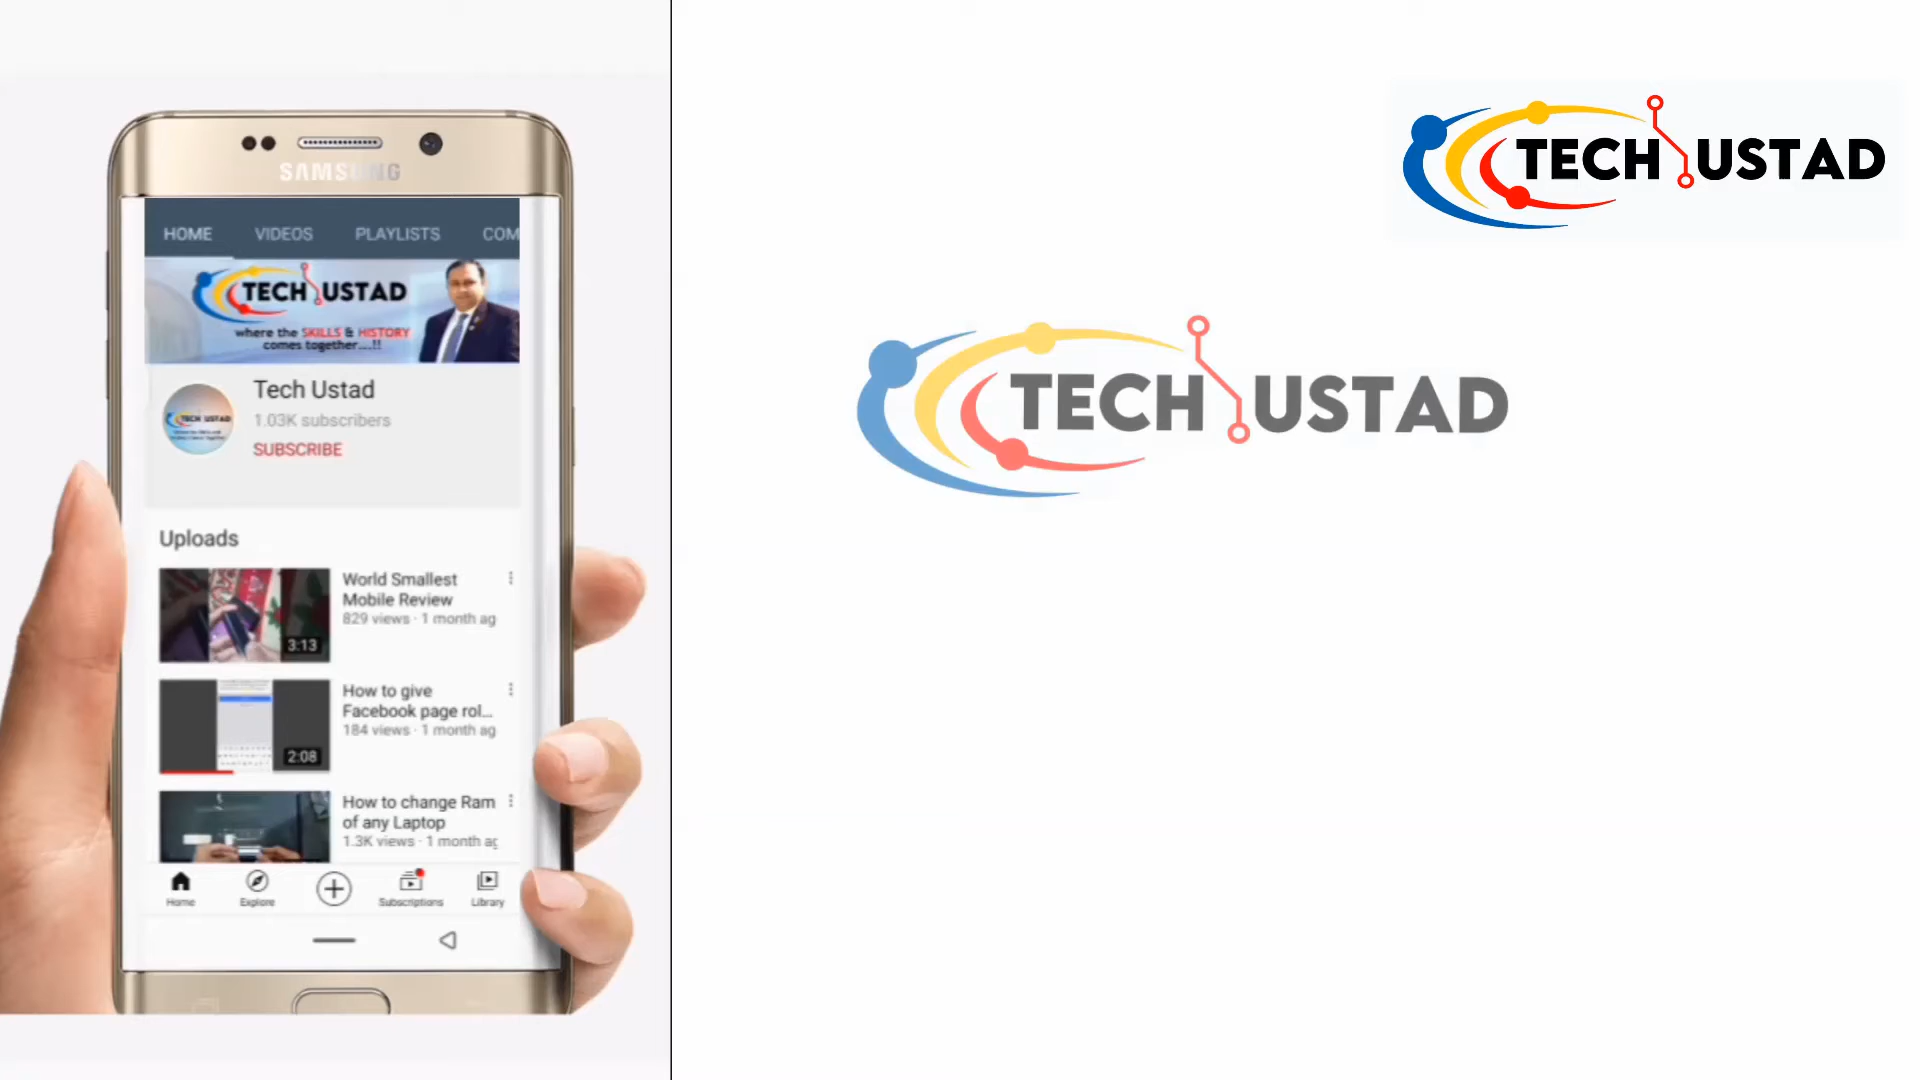 SAMSUNG
HOME VIDEOS PLAYLISTS COM
TECH USTAD
where the SKILLS & HISTORY
comes together...!!
TECH USTAD
Tech Ustad
1.03K subscribers
SUBSCRIBE
Uploads
World Smallest
Mobile Review
829 views · 1 month ag
3:13
How to give
Facebook page rol...
184 views · 1 month ag
2:08
How to change Ram
of any Laptop
1.3K views · 1 month ag
Home Explore Subscriptions Library
TECH USTAD
TECH USTAD